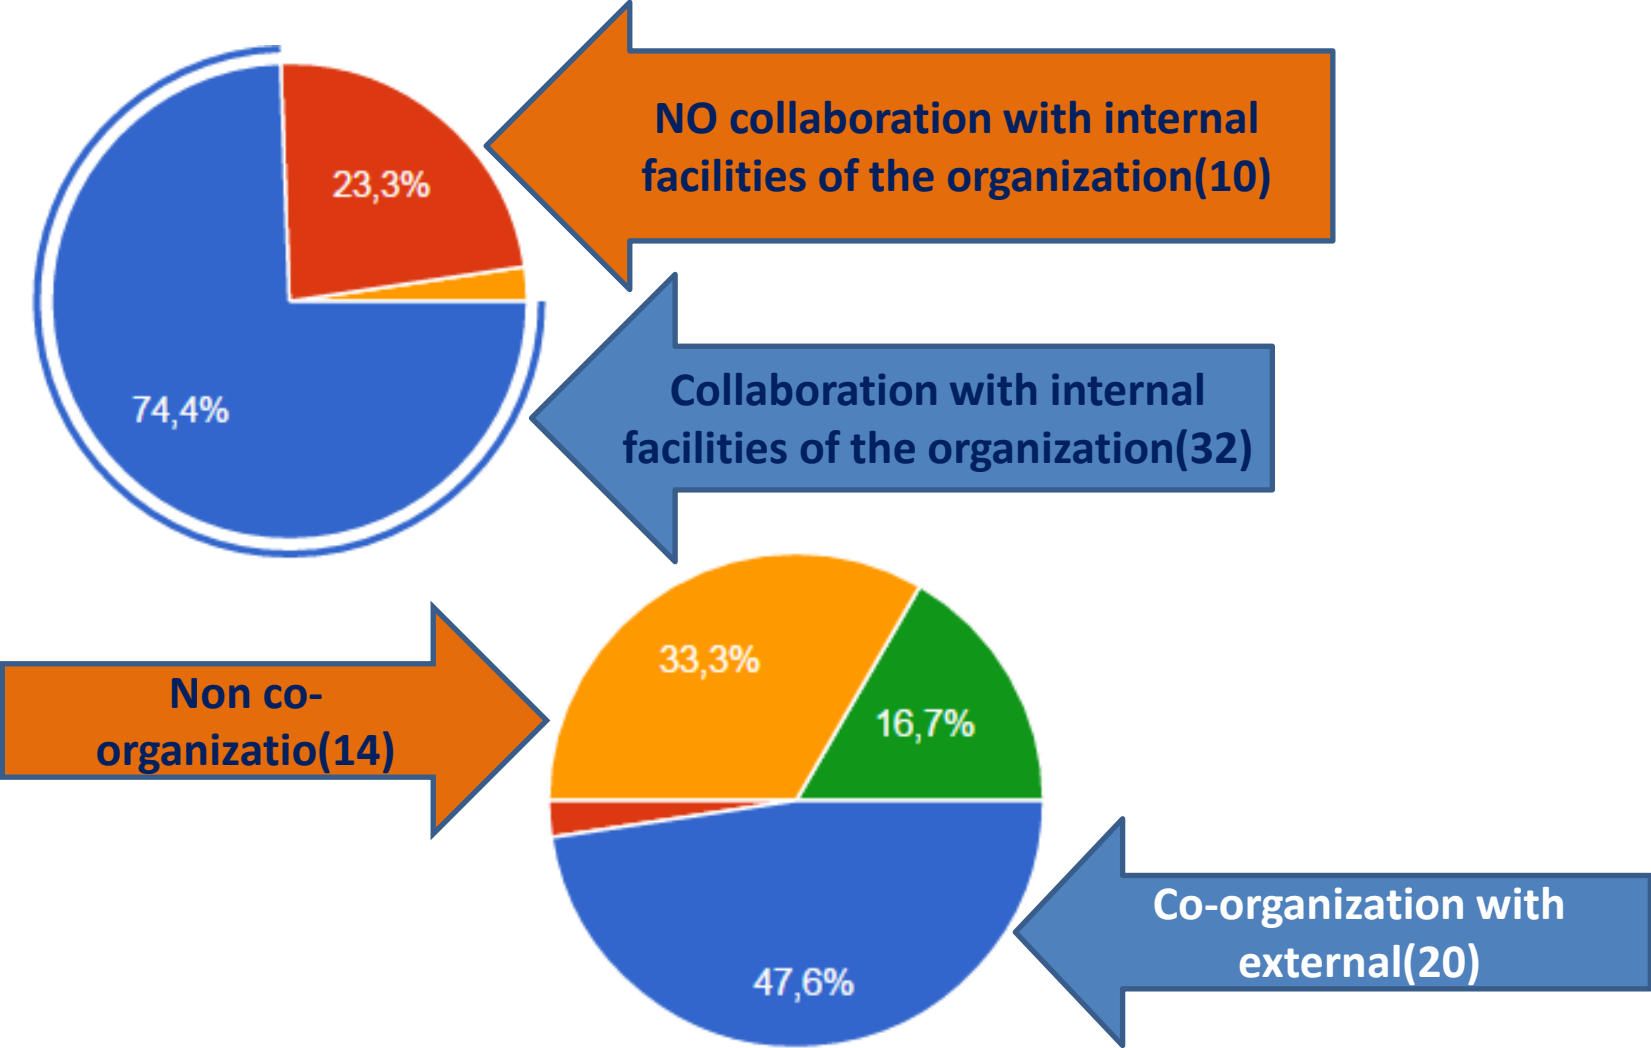 NO collaboration with internal
facilities of the organization(10)
23,3%
Collaboration with internal
facilities of the organization(32)
74,4%
33,3%
Non co-
organizatio(14)
16,7%
Co-organization with
external(20)
47,6%